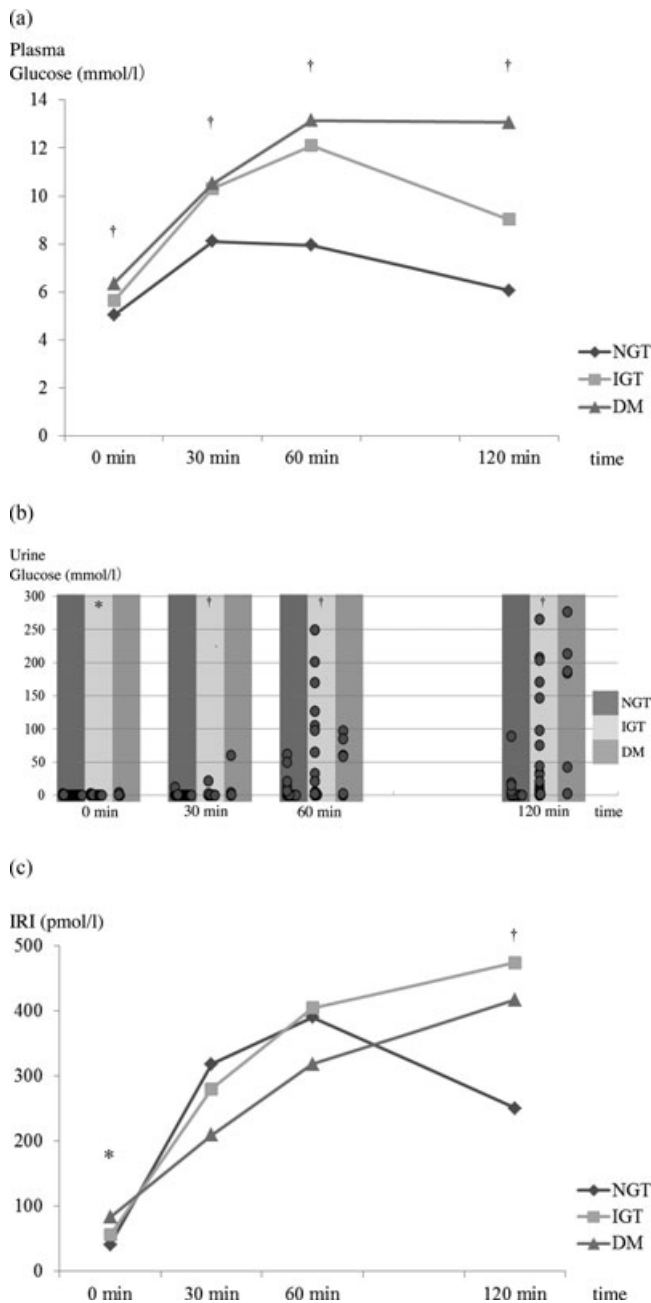 (a)
Plasma
Glucose (mmol/l)
† † † †
14
12
10
8
6
4
2
0
0 min 30 min 60 min 120 min time
NGT
IGT
DM
(b)
Urine
Glucose (mmol/l)
* † † †
300
250
200
150
100
50
0
NGT
IGT
DM
0 min 30 min 60 min 120 min time
(c)
IRI (pmol/l)
* †
500
400
300
200
100
0
NGT
IGT
DM
0 min 30 min 60 min 120 min time